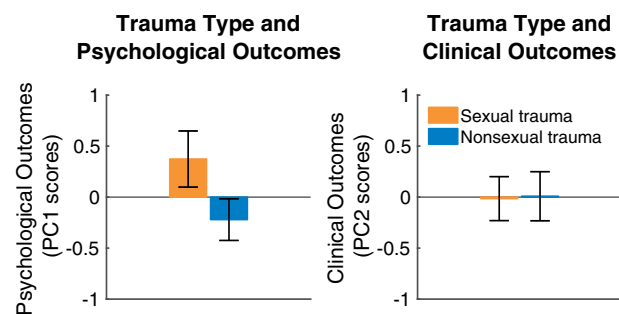 Trauma Type and
Psychological Outcomes
Psychological Outcomes
(PC1 scores)
1
0.5
0
-0.5
-1
Trauma Type and
Clinical Outcomes
Clinical Outcomes
(PC2 scores)
1
0.5
0
-0.5
-1
Sexual trauma
Nonsexual trauma